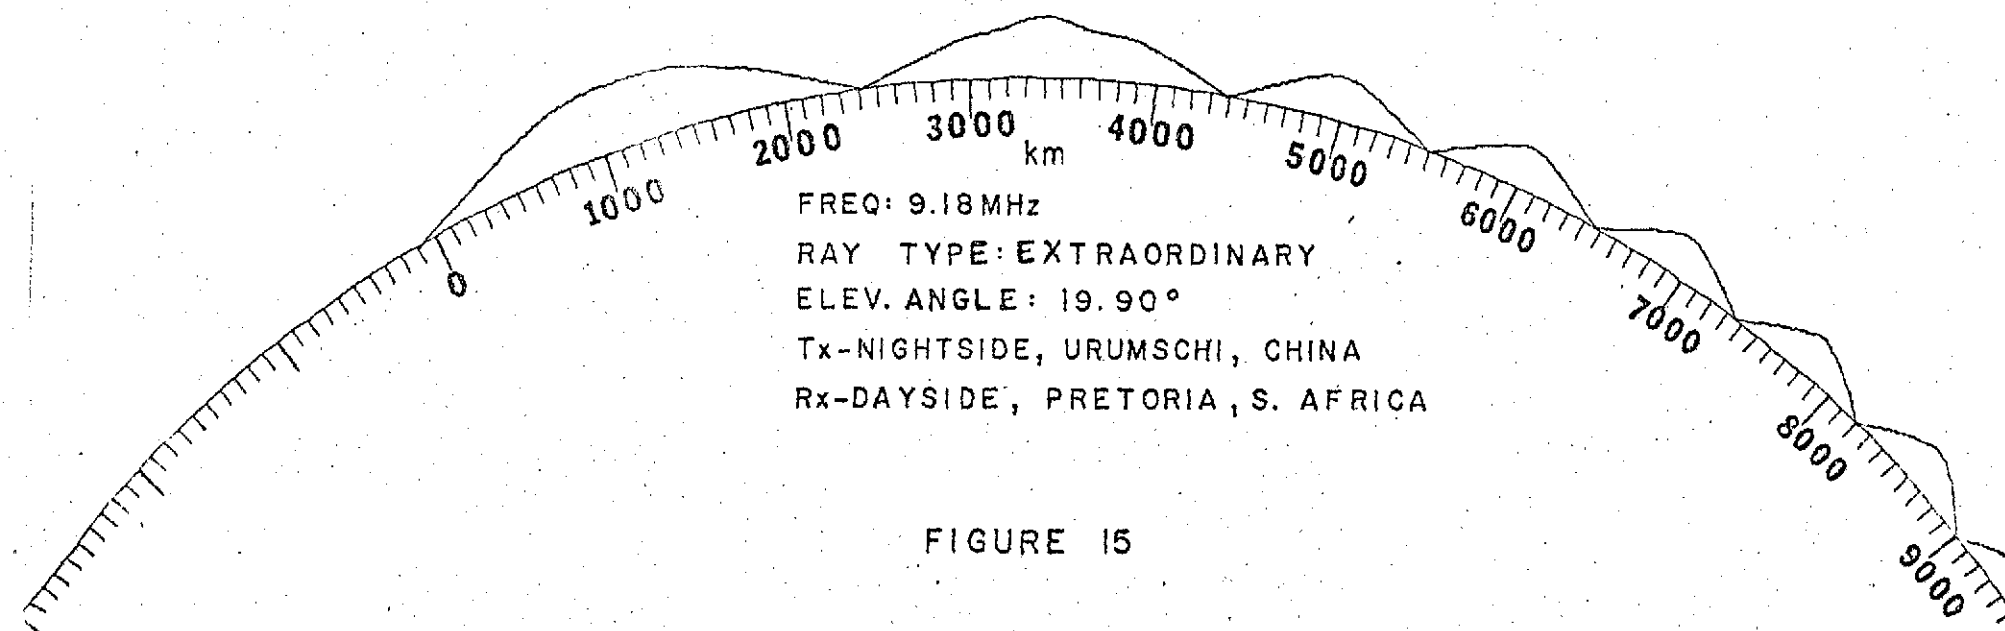 0
1000
2000
3000
4000
5000
6000
7000
8000
9000
km
FREQ: 9.18MHz
RAY TYPE: EXTRAORDINARY
ELEV. ANGLE: 19.90°
Tx-NIGHTSIDE, URUMSCHI, CHINA
Rx-DAYSIDE, PRETORIA, S. AFRICA
FIGURE 15